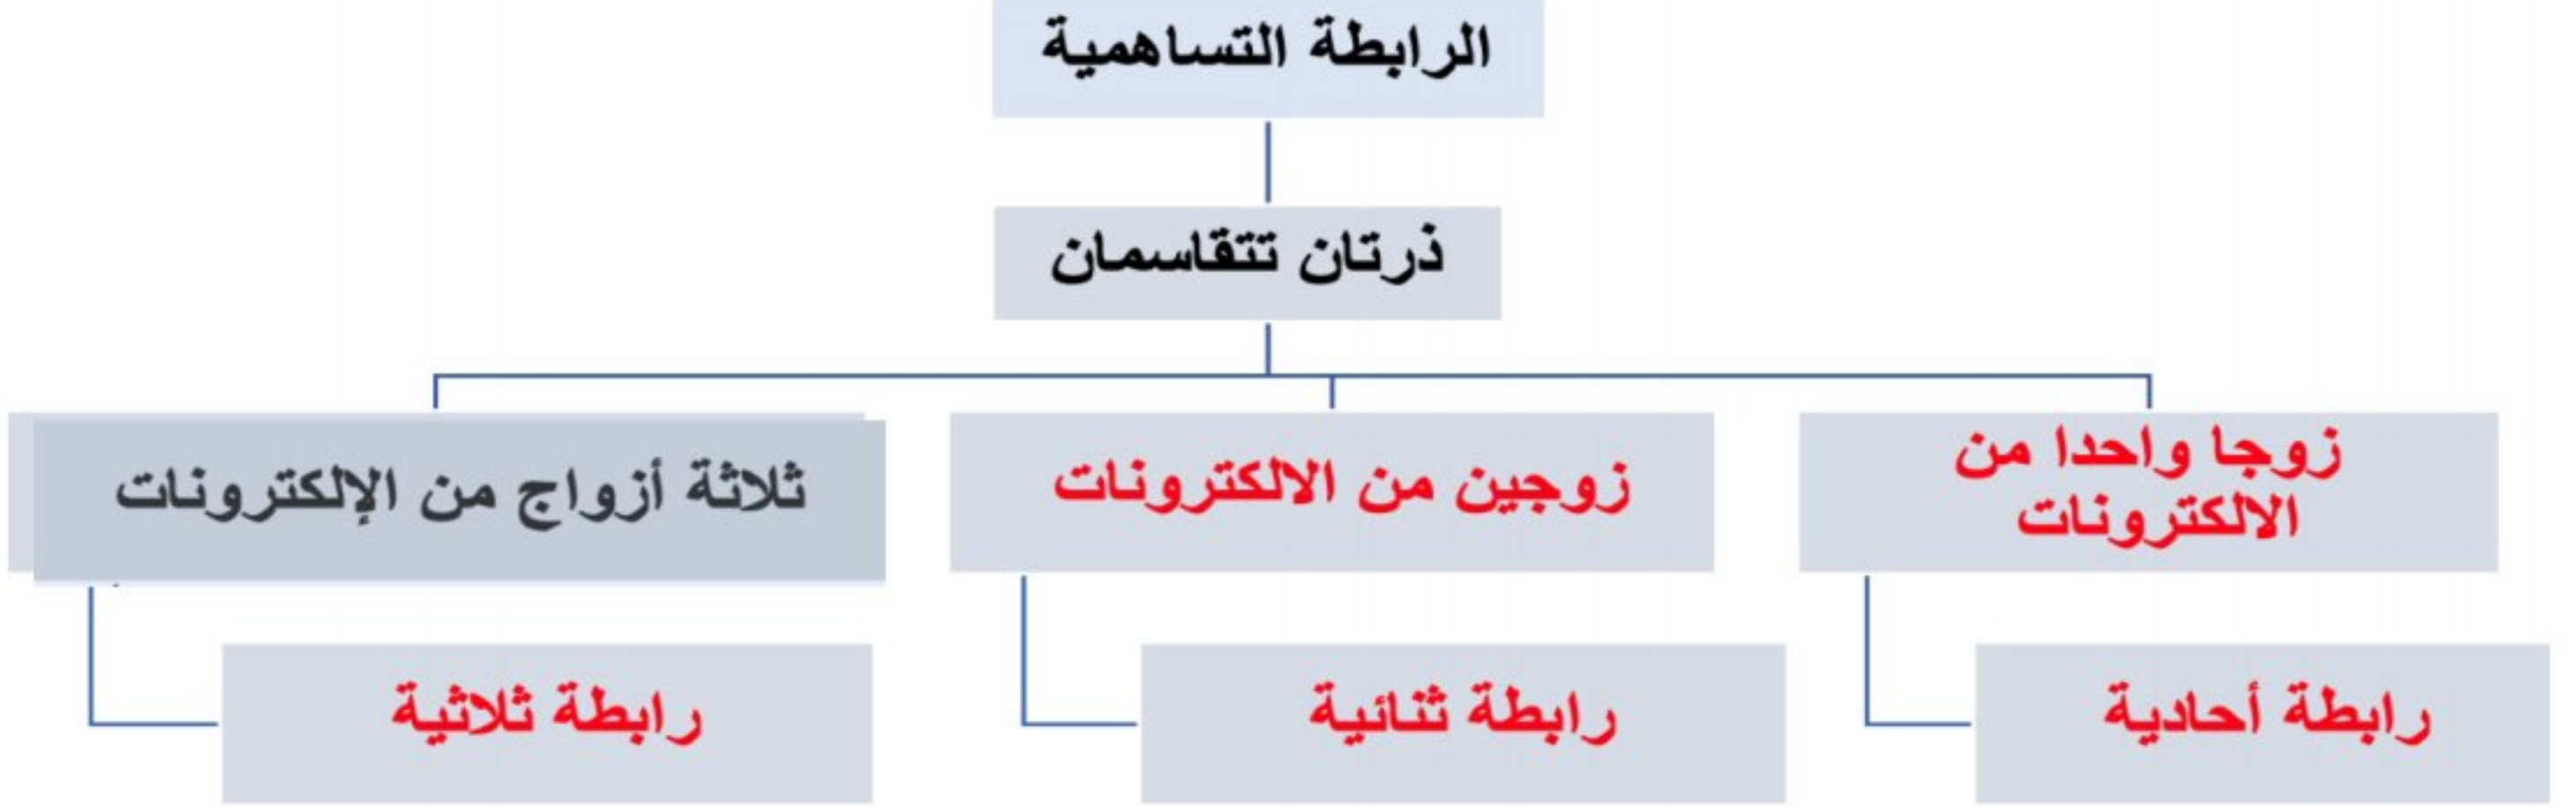 الرابطة التساهمية
ذرتان تتقاسمان
زوجا واحدا من
الالكترونات
زوجين من الالكترونات
ثلاثة أزواج من الإلكترونات
رابطة أحادية
رابطة ثنائية
رابطة ثلاثية